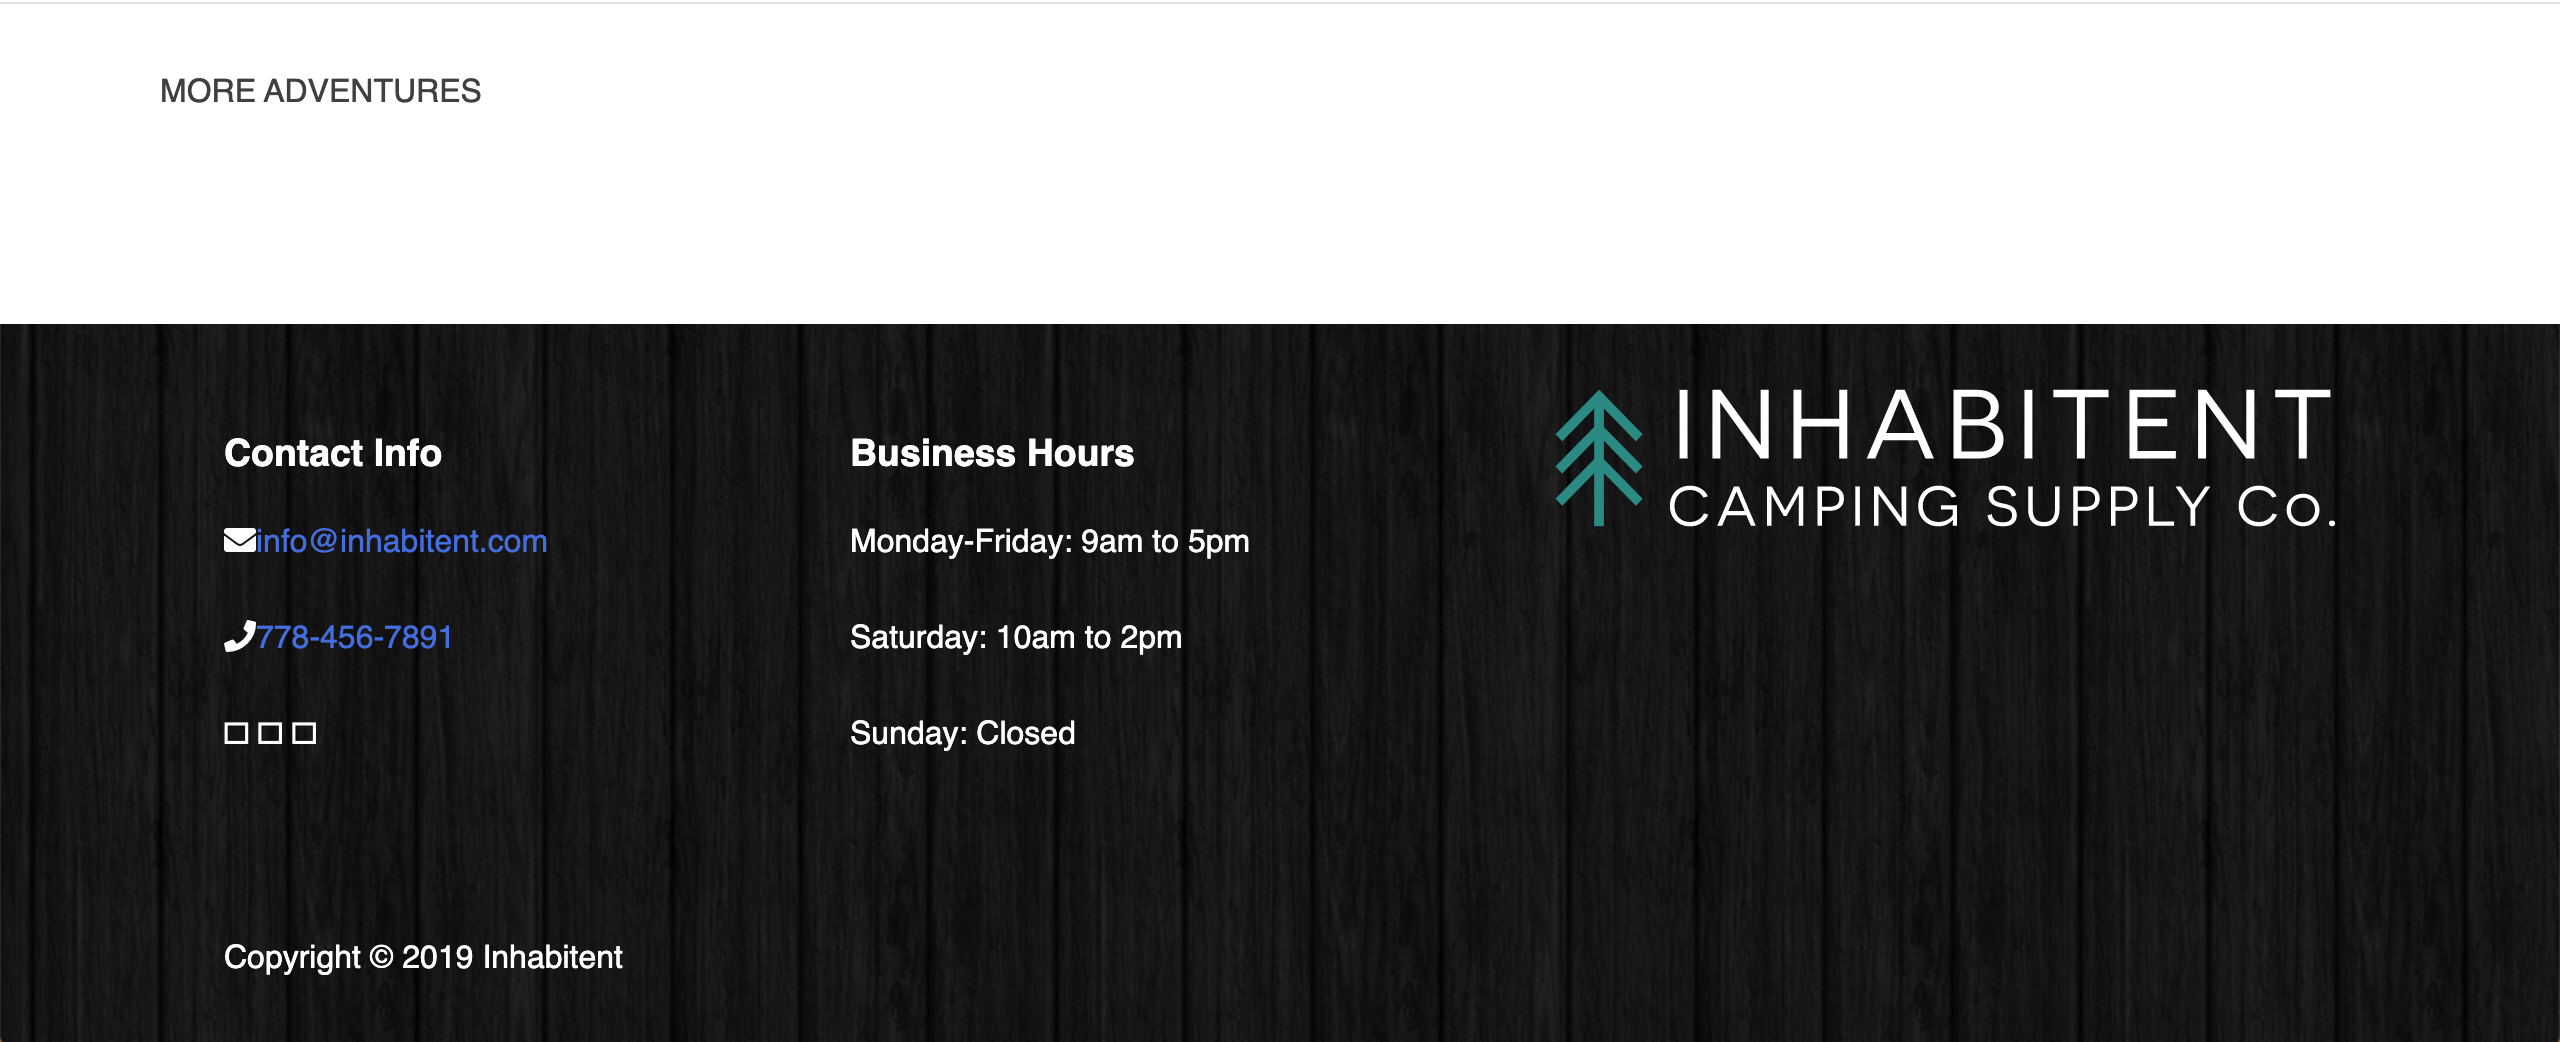 MORE ADVENTURES
Contact Info
info@inhabitent.com
778-456-7891
Business Hours
Monday-Friday: 9am to 5pm
Saturday: 10am to 2pm
Sunday: Closed
INHABITENT
CAMPING SUPPLY Co.
Copyright © 2019 Inhabitent